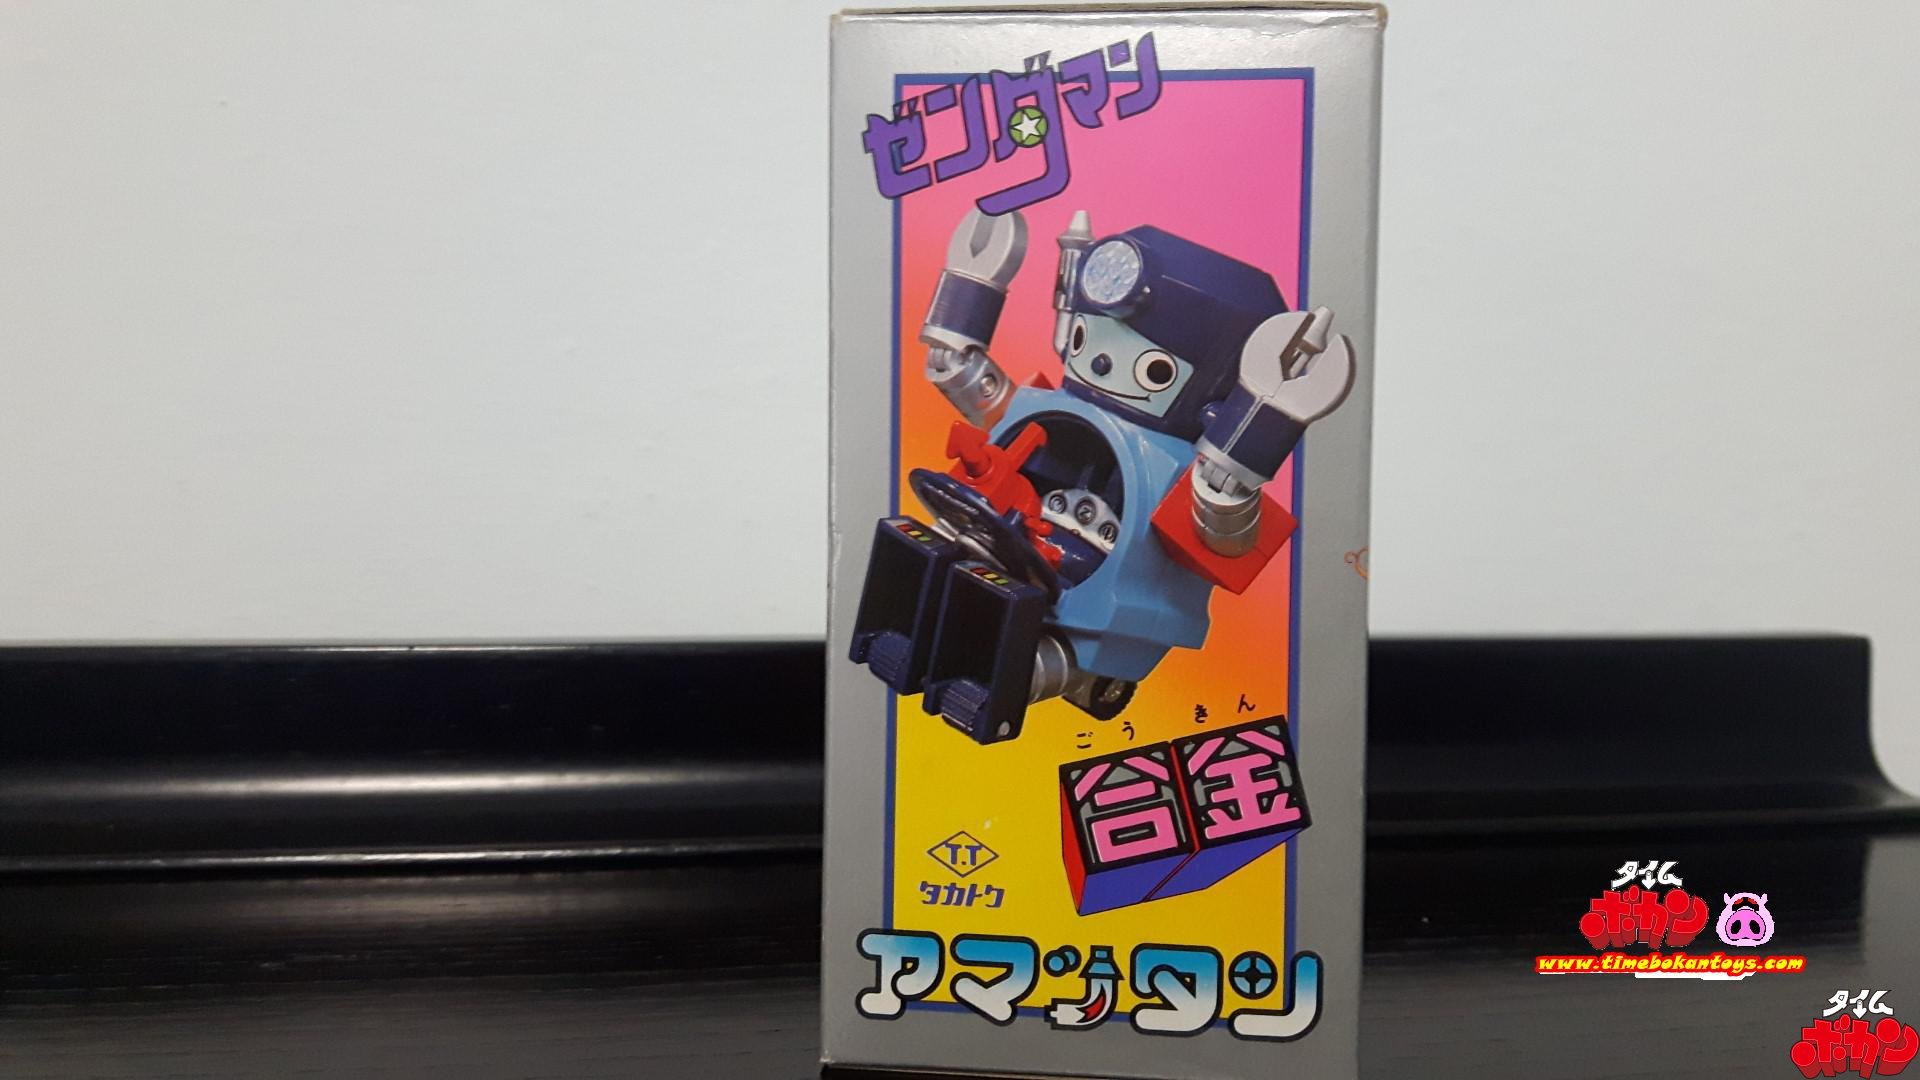 ゼンダマン
ごうきん
合金
T.T
タカトク
アマッタン
タイム
ボカン
www.timebokantoys.com
タイム
ボカン